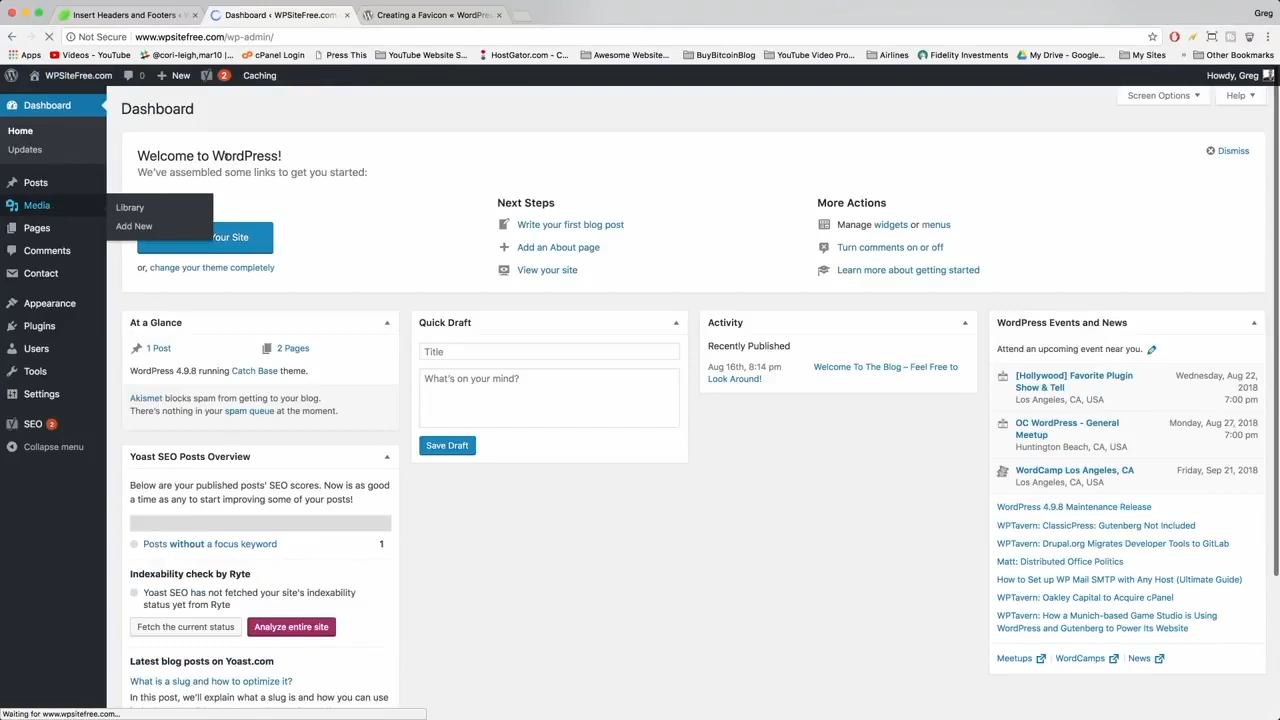 Insert Headers and Footers ‹ V
Dashboard ‹ WPSiteFree.com
Creating a Favicon « WordPres
Greg
Not Secure
www.wpsitefree.com/wp-admin/
Apps
Videos - YouTube
@cori-leigh,mar10 |...
cPanel Login
Press This
YouTube Website S...
HostGator.com - C...
Awesome Website...
BuyBitcoinBlog
YouTube Video Pro...
Airlines
Fidelity Investments
My Drive - Google...
My Sites
»
Other Bookmarks
WPSiteFree.com
0
+ New
2
Caching
Howdy, Greg
Dashboard
Home
Updates
Posts
Media
Library
Add New
Pages
Comments
Contact
Appearance
Plugins
Users
Tools
Settings
SEO 2
Collapse menu
Dashboard
Screen Options
Help
Welcome to WordPress!
We've assembled some links to get you started:
Dismiss
Your Site
or, change your theme completely
Next Steps
Write your first blog post
Add an About page
View your site
More Actions
Manage widgets or menus
Turn comments on or off
Learn more about getting started
At a Glance
1 Post
2 Pages
WordPress 4.9.8 running Catch Base theme.
Akismet blocks spam from getting to your blog.
There's nothing in your spam queue at the moment.
Yoast SEO Posts Overview
Below are your published posts' SEO scores. Now is as good
a time as any to start improving some of your posts!
Posts without a focus keyword
1
Indexability check by Ryte
Yoast SEO has not fetched your site's indexability
status yet from Ryte
Fetch the current status
Analyze entire site
Latest blog posts on Yoast.com
What is a slug and how to optimize it?
In this post, we'll explain what a slug is and how you can use
Quick Draft
Title
What's on your mind?
Save Draft
Activity
Recently Published
Aug 16th, 8:14 pm
Welcome To The Blog – Feel Free to
Look Around!
WordPress Events and News
Attend an upcoming event near you.
[Hollywood] Favorite Plugin
Show & Tell
Los Angeles, CA, USA
Wednesday, Aug 22,
2018
7:00 pm
OC WordPress - General
Meetup
Huntington Beach, CA, USA
Monday, Aug 27, 2018
7:00 pm
WordCamp Los Angeles, CA
Los Angeles, CA, USA
Friday, Sep 21, 2018
WordPress 4.9.8 Maintenance Release
WPTavern: ClassicPress: Gutenberg Not Included
WPTavern: Drupal.org Migrates Developer Tools to GitLab
Matt: Distributed Office Politics
How to Set up WP Mail SMTP with Any Host (Ultimate Guide)
WPTavern: Oakley Capital to Acquire cPanel
WPTavern: How a Munich-based Game Studio is Using
WordPress and Gutenberg to Power Its Website
Meetups
WordCamps
News
Waiting for www.wpsitefree.com...